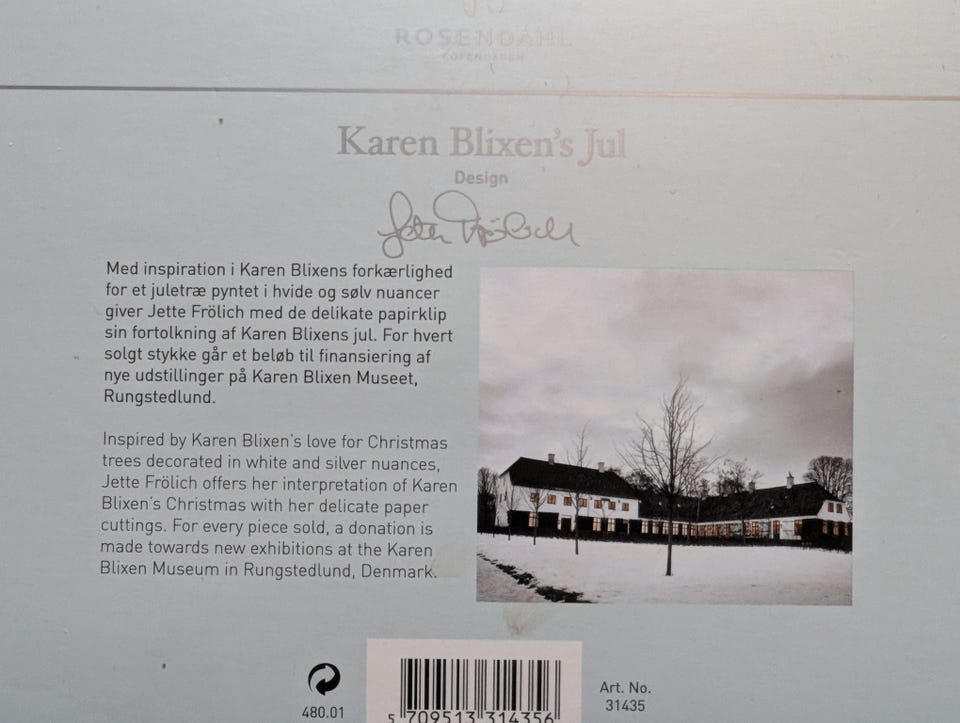 ROSENDAHL
COPENHAGEN
Karen Blixen's Jul
Design
Jette Frölich
Med inspiration i Karen Blixens forkærlighed
for et juletræ pyntet i hvide og sølv nuancer
giver Jette Frölich med de delikate papirklip
sin fortolkning af Karen Blixens jul. For hvert
solgt stykke går et beløb til finansiering af
nye udstillinger på Karen Blixen Museet,
Rungstedlund.
Inspired by Karen Blixen's love for Christmas
trees decorated in white and silver nuances,
Jette Frölich offers her interpretation of Karen
Blixen's Christmas with her delicate paper
cuttings. For every piece sold, a donation is
made towards new exhibitions at the Karen
Blixen Museum in Rungstedlund, Denmark.
480.01
5 709513 314356
Art. No.
31435